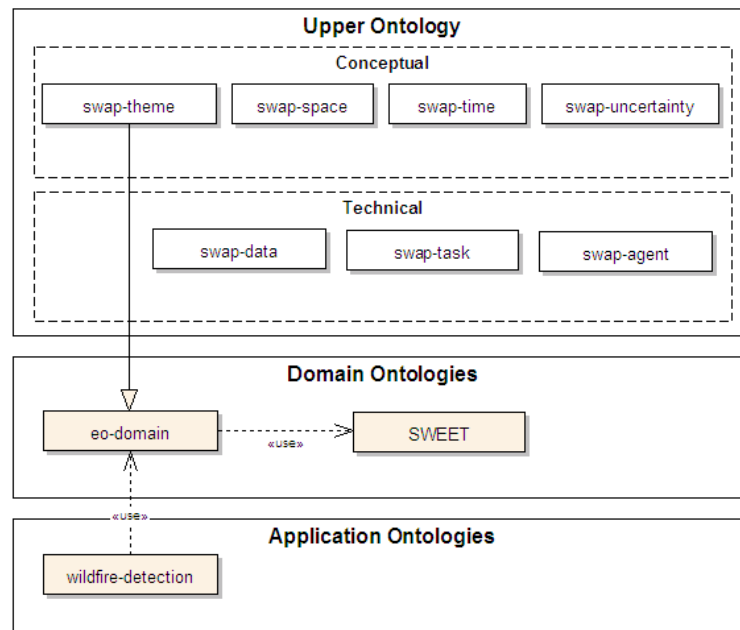 Upper Ontology
Conceptual
swap-theme
swap-space
swap-time
swap-uncertainty
Technical
swap-data
swap-task
swap-agent
Domain Ontologies
eo-domain
«use»
SWEET
«use»
Application Ontologies
wildfire-detection